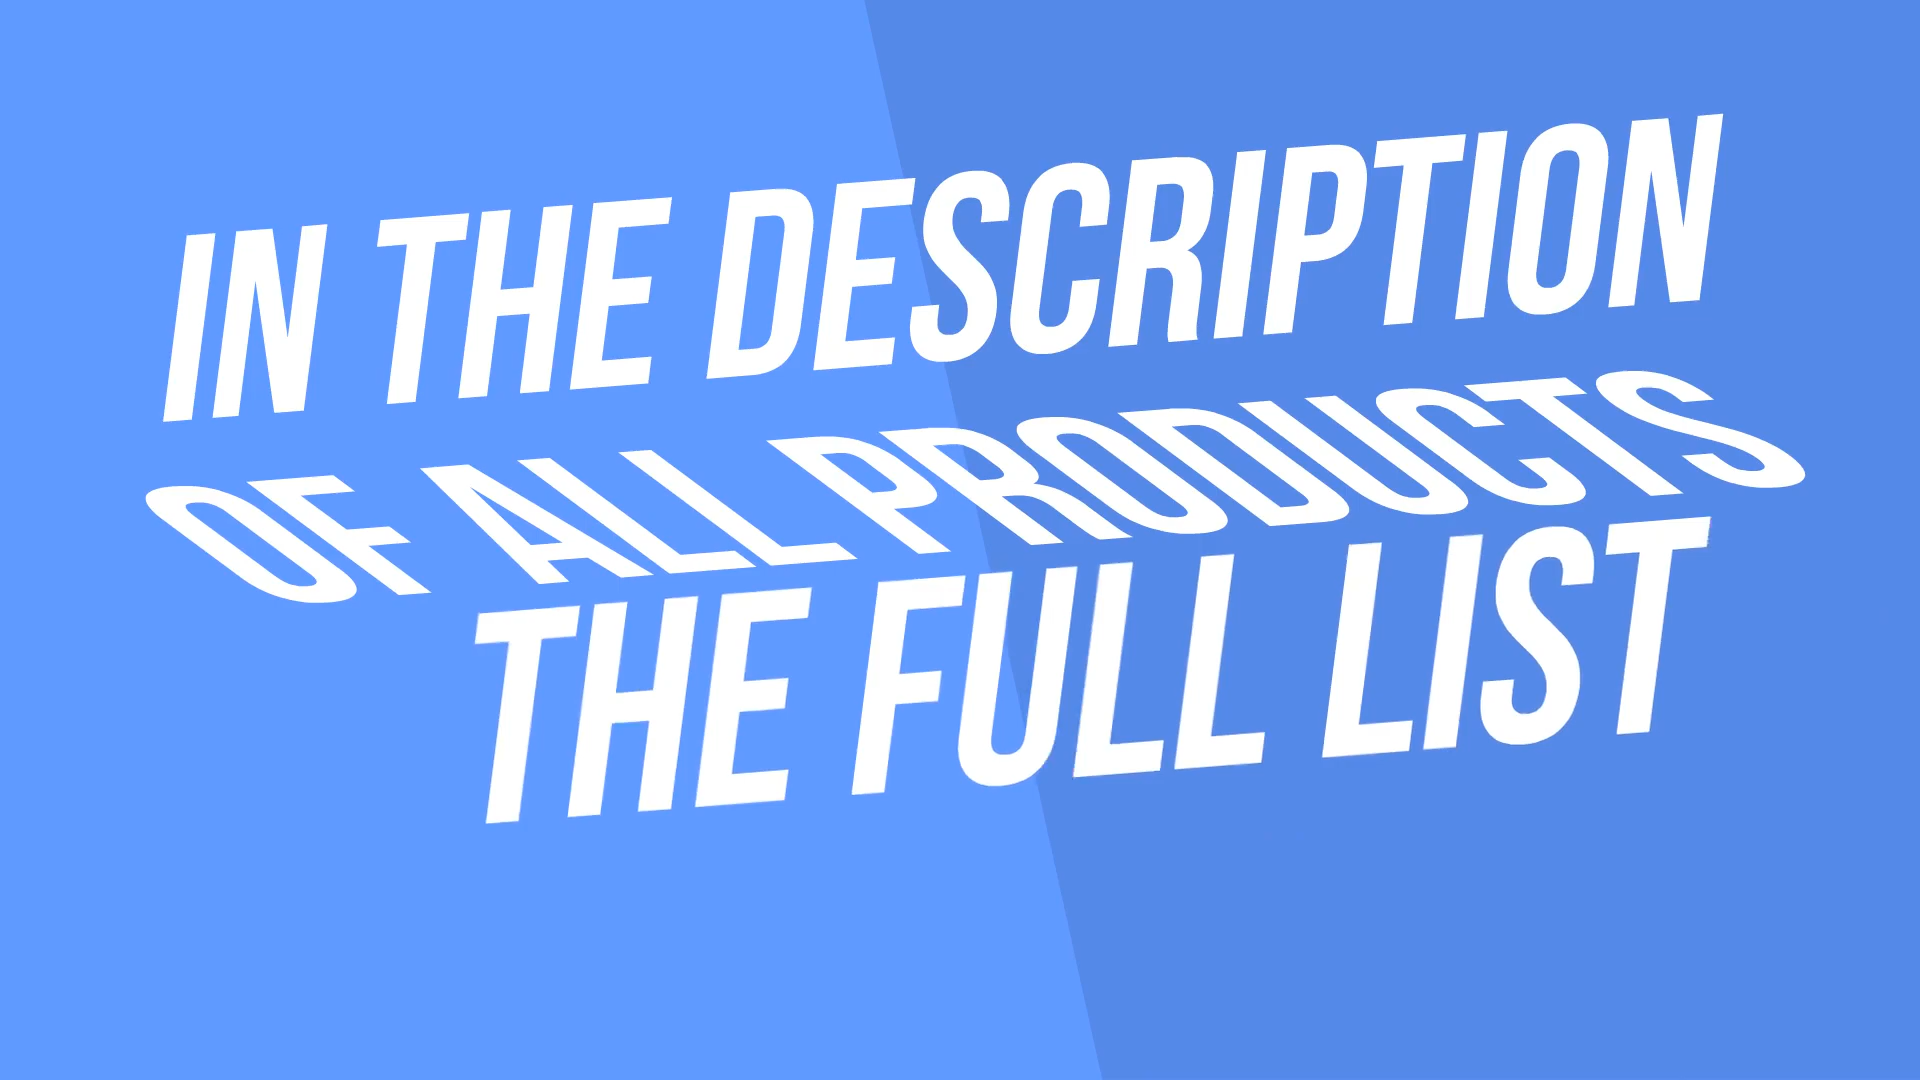 IN THE DESCRIPTION
OF ALL PRODUCTS
THE FULL LIST